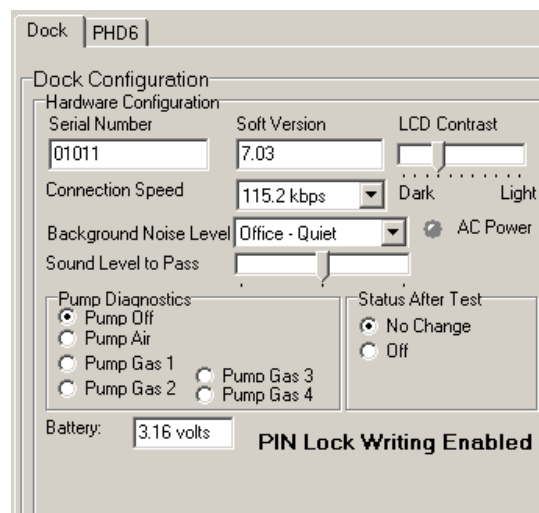 Dock PHD6
Dock Configuration
Hardware Configuration
Serial Number Soft Version LCD Contrast
01011 7.03
Connection Speed 115.2 kbps Dark Light
Background Noise Level Office - Quiet AC Power
Sound Level to Pass
Pump Diagnostics Status After Test
Pump Off No Change
Pump Air Off
Pump Gas 1 Pump Gas 3
Pump Gas 2 Pump Gas 4
Battery: 3.16 volts PIN Lock Writing Enabled